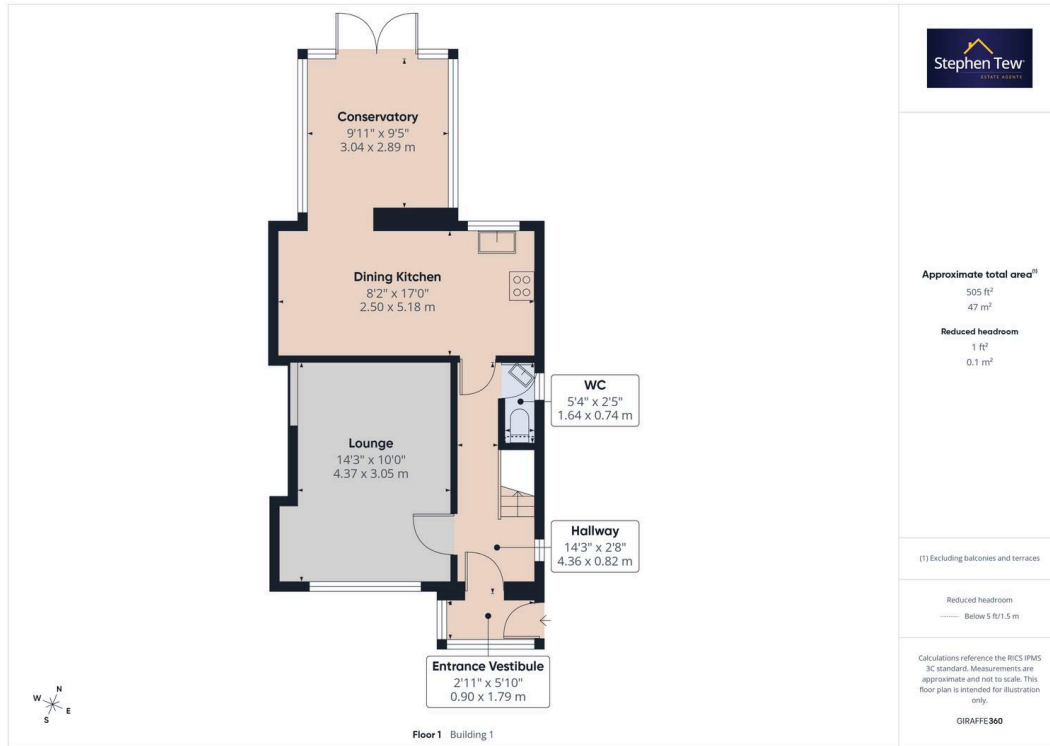 Conservatory
9'11" x 9'5"
3.04 x 2.89 m
Dining Kitchen
8'2" x 17'0"
2.50 x 5.18 m
WC
5'4" x 2'5"
1.64 x 0.74 m
Lounge
14'3" x 10'0"
4.37 x 3.05 m
Hallway
14'3" x 2'8"
4.36 x 0.82 m
Entrance Vestibule
2'11" x 5'10"
0.90 x 1.79 m
N
W
E
S
Floor 1 Building 1
Stephen Tew
ESTATE AGENTS
Approximate total area(1)
505 ft²
47 m²
Reduced headroom
1 ft²
0.1 m²
(1) Excluding balconies and terraces
Reduced headroom
Below 5 ft/1.5 m
Calculations reference the RICS IPMS
3C standard. Measurements are
approximate and not to scale. This
floor plan is intended for illustration
only.
GIRAFFE360